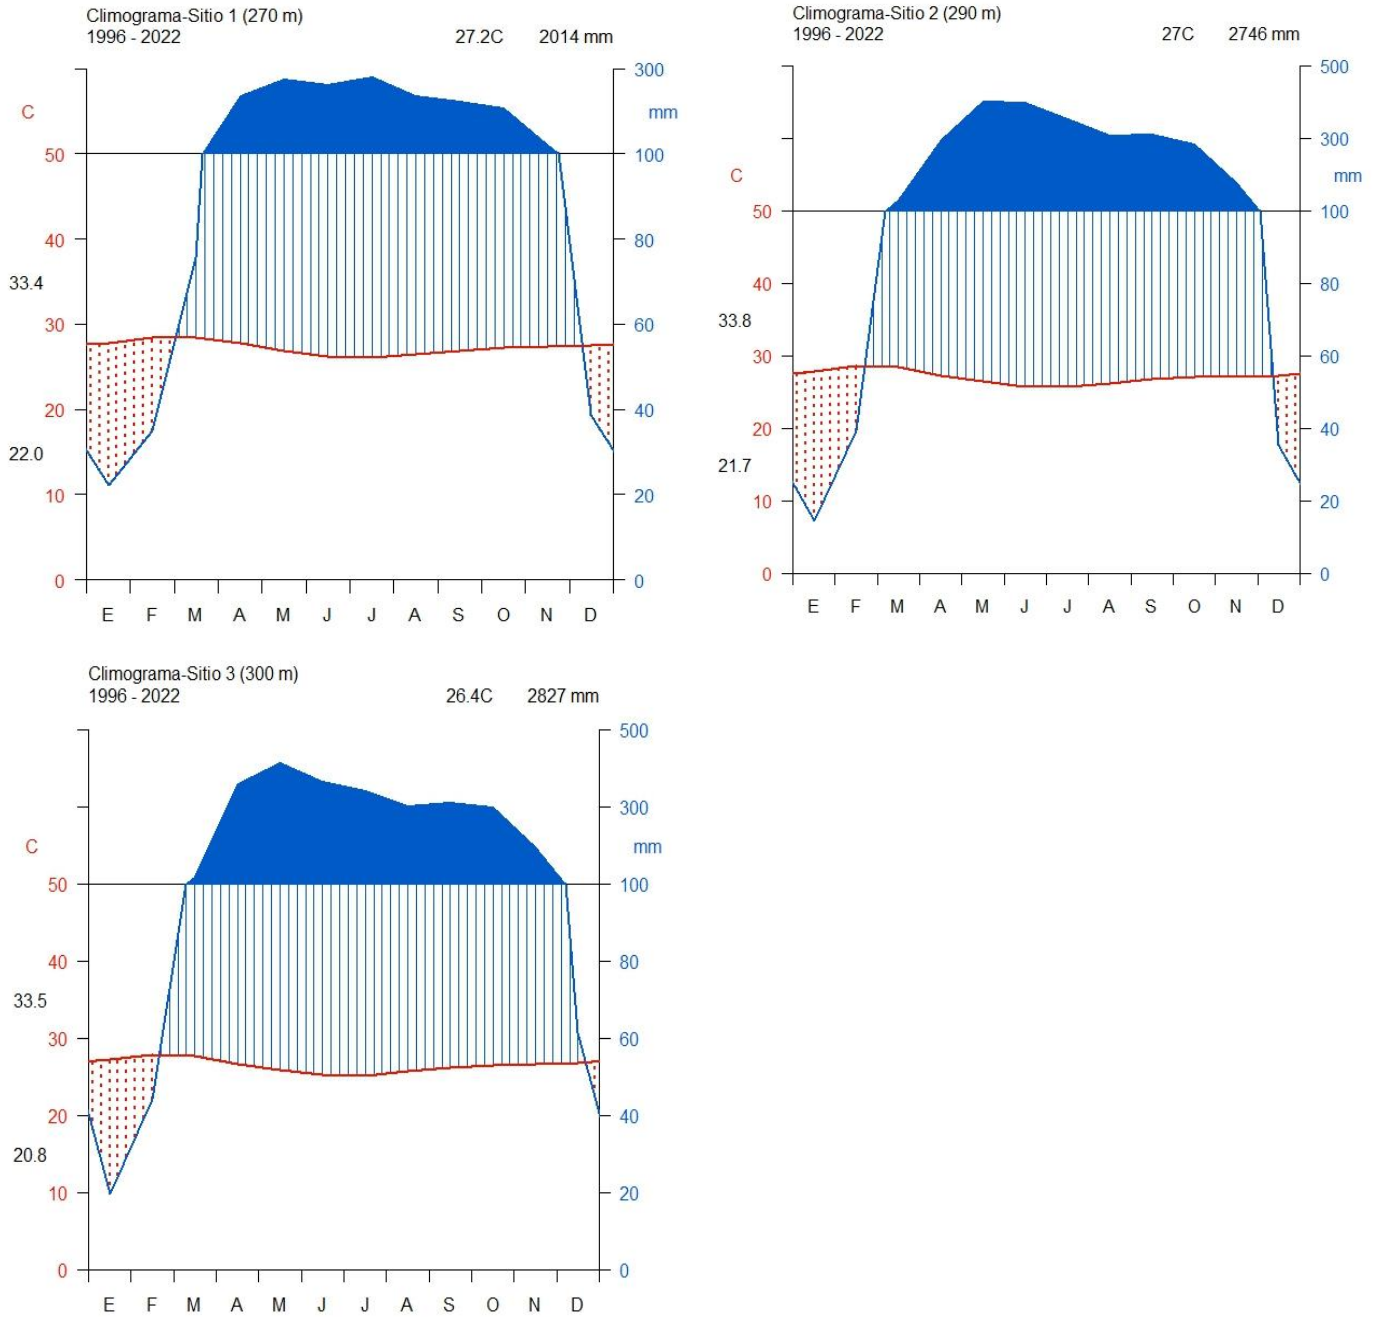 Climograma-Sitio 1 (270 m)
1996 - 2022 27.2C 2014 mm
300
C mm
50 100
40 80
33.4
30 60
20 40
22.0
10 20
0 0
E F M A M J J A S O N D
Climograma-Sitio 2 (290 m)
1996 - 2022 27C 2746 mm
500
300
C mm
50 100
40 80
33.8
30 60
20 40
21.7
10 20
0 0
E F M A M J J A S O N D
Climograma-Sitio 3 (300 m)
1996 - 2022 26.4C 2827 mm
500
300
C mm
50 100
40 80
33.5
30 60
20 40
20.8
10 20
0 0
E F M A M J J A S O N D